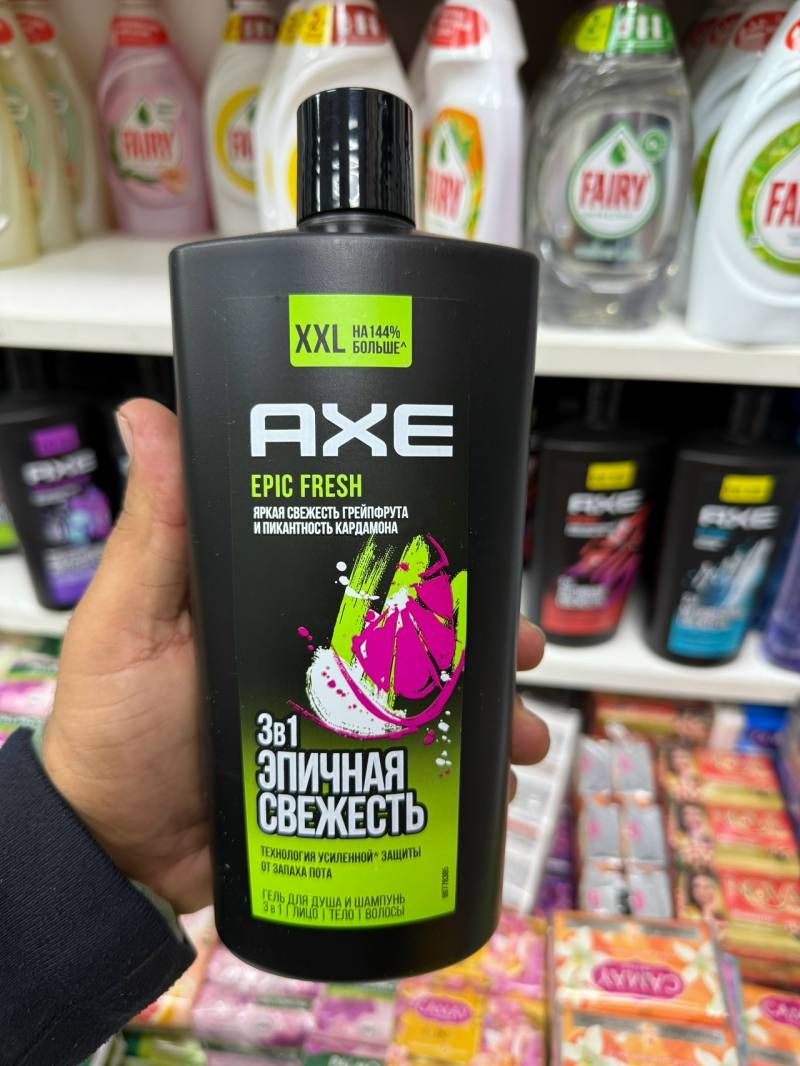 FAIRY
FAIRY
XXL НА 144%
БОЛЬШЕ^
AXE
EPIC FRESH
ЯРКАЯ СВЕЖЕСТЬ ГРЕЙПФРУТА
И ПИКАНТНОСТЬ КАРДАМОНА
3в1
ЭПИЧНАЯ
СВЕЖЕСТЬ
ТЕХНОЛОГИЯ УСИЛЕННОЙ^ ЗАЩИТЫ
ОТ ЗАПАХА ПОТА
ГЕЛЬ ДЛЯ ДУША И ШАМПУНЬ
3 в 1 | ЛИЦО | ТЕЛО | ВОЛОСЫ
AXE
AXE
AXE
CAMAY